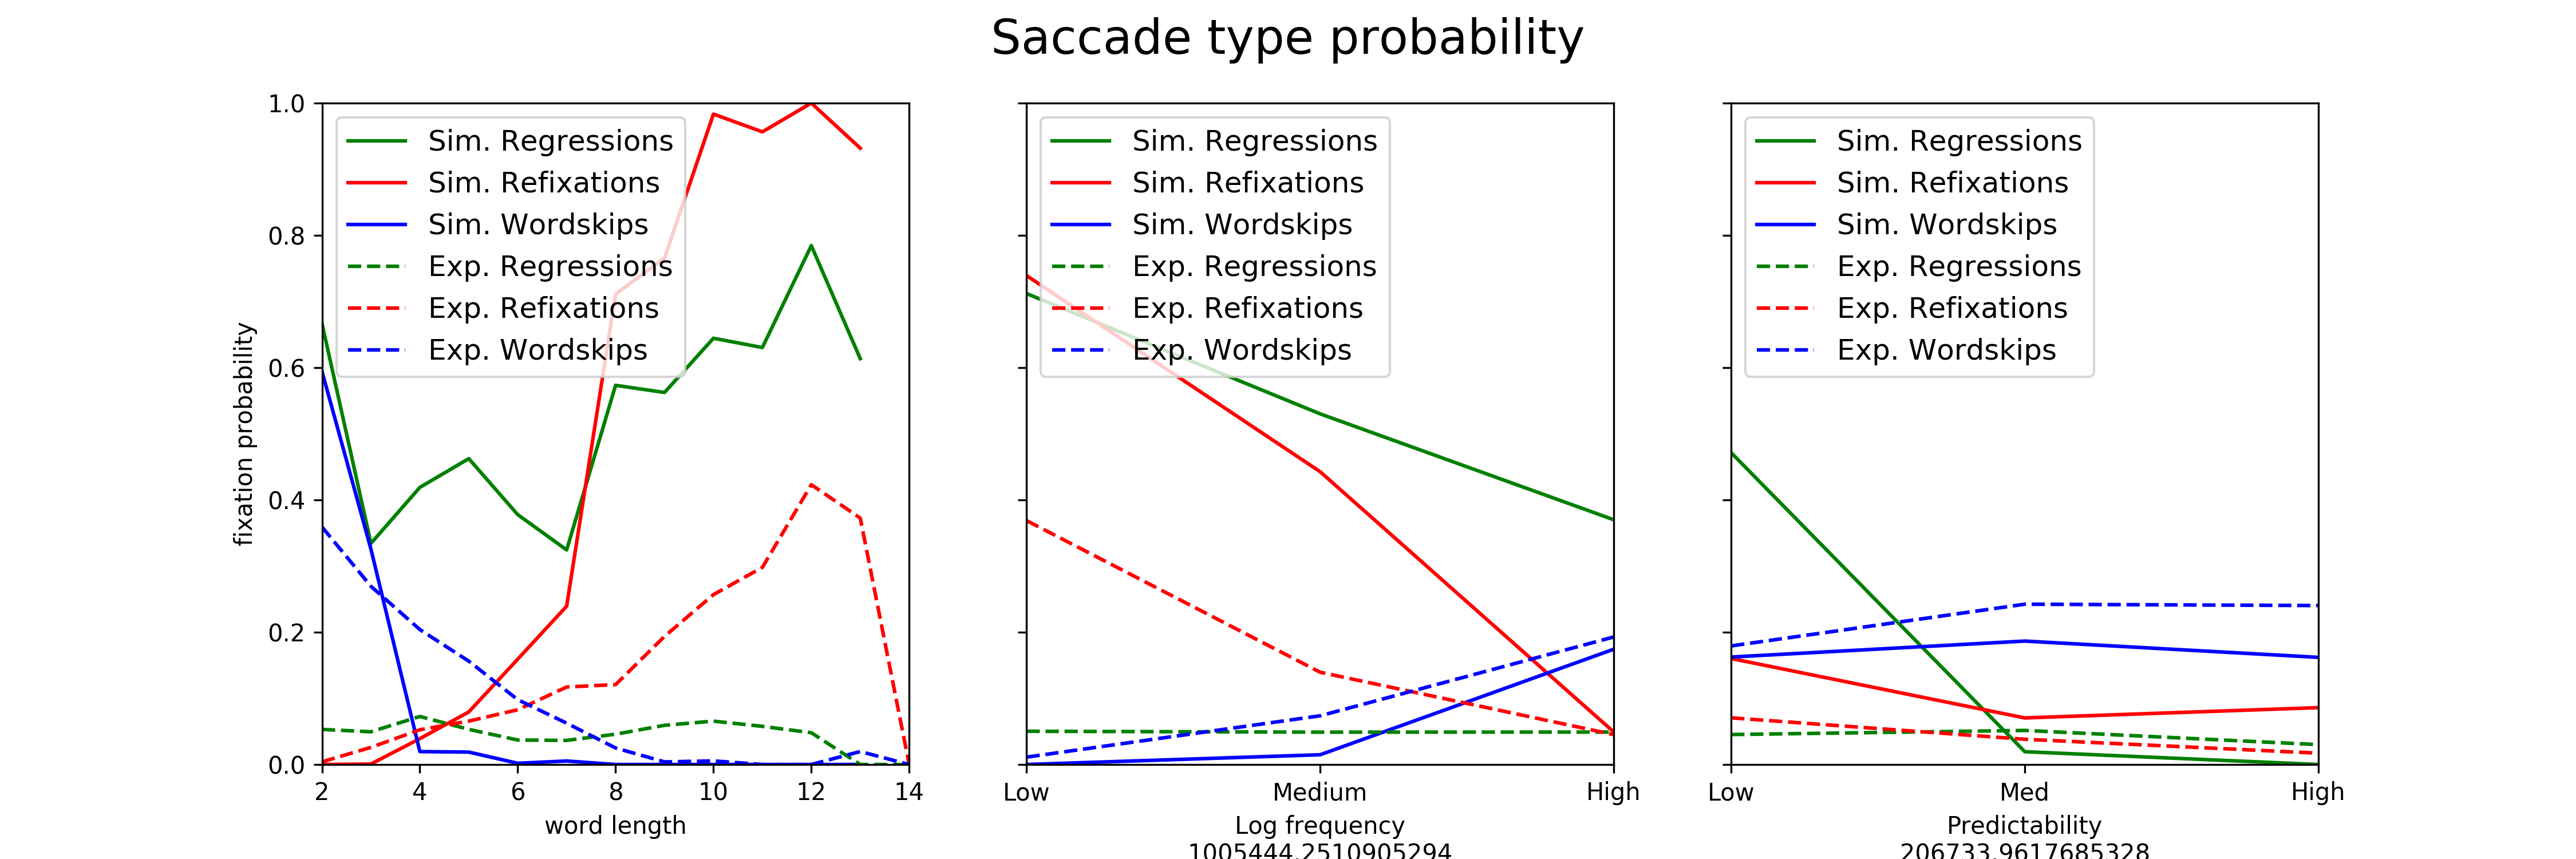 Saccade type probability
1.0
0.8
0.6
0.4
0.2
0.0
fixation probability
Sim. Regressions
Sim. Refixations
Sim. Wordskips
Exp. Regressions
Exp. Refixations
Exp. Wordskips
2 4 6 8 10 12 14
word length
Sim. Regressions
Sim. Refixations
Sim. Wordskips
Exp. Regressions
Exp. Refixations
Exp. Wordskips
Low Medium High
Log frequency
1005444.2510905294
Sim. Regressions
Sim. Refixations
Sim. Wordskips
Exp. Regressions
Exp. Refixations
Exp. Wordskips
Low Med High
Predictability
206733.9617685328